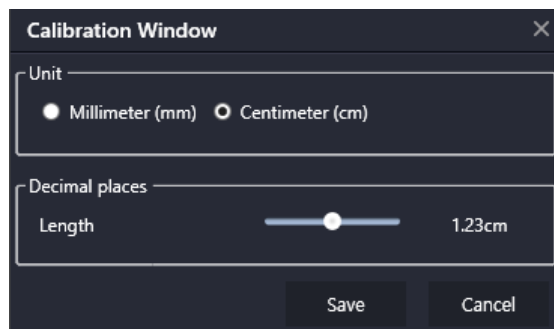 Calibration Window
Unit
Millimeter (mm) Centimeter (cm)
Decimal places
Length 1.23cm
Save Cancel